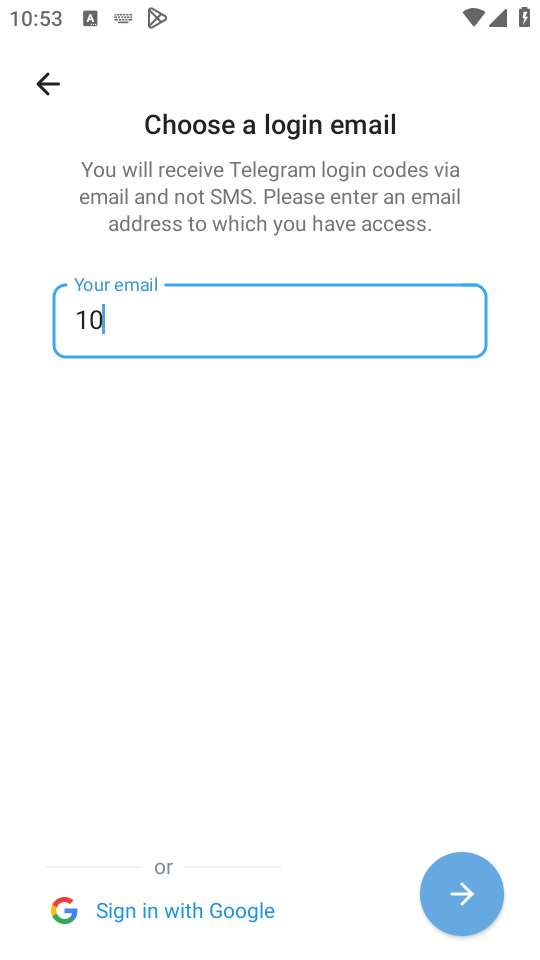 10:53
Choose a login email
You will receive Telegram login codes via
email and not SMS. Please enter an email
address to which you have access.
Your email
10
or
Sign in with Google